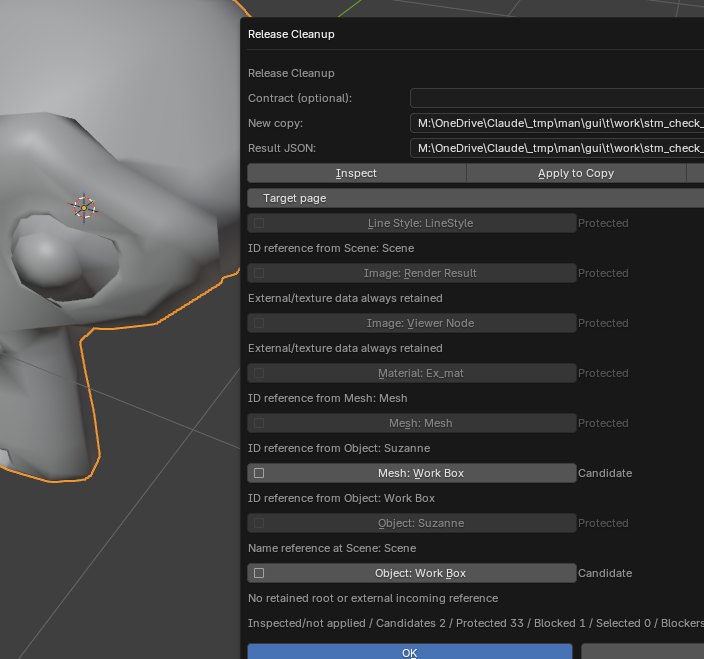 Release Cleanup
Release Cleanup
Contract (optional):
New copy: M:\OneDrive\Claude\_tmp\man\gui\t\work\stm_check_
Result JSON: M:\OneDrive\Claude\_tmp\man\gui\t\work\stm_check_
Inspect Apply to Copy
Target page
Line Style: LineStyle Protected
ID reference from Scene: Scene
Image: Render Result Protected
External/texture data always retained
Image: Viewer Node Protected
External/texture data always retained
Material: Ex_mat Protected
ID reference from Mesh: Mesh
Mesh: Mesh Protected
ID reference from Object: Suzanne
Mesh: Work Box Candidate
ID reference from Object: Work Box
Object: Suzanne Protected
Name reference at Scene: Scene
Object: Work Box Candidate
No retained root or external incoming reference
Inspected/not applied / Candidates 2 / Protected 33 / Blocked 1 / Selected 0 / Blockers
OK